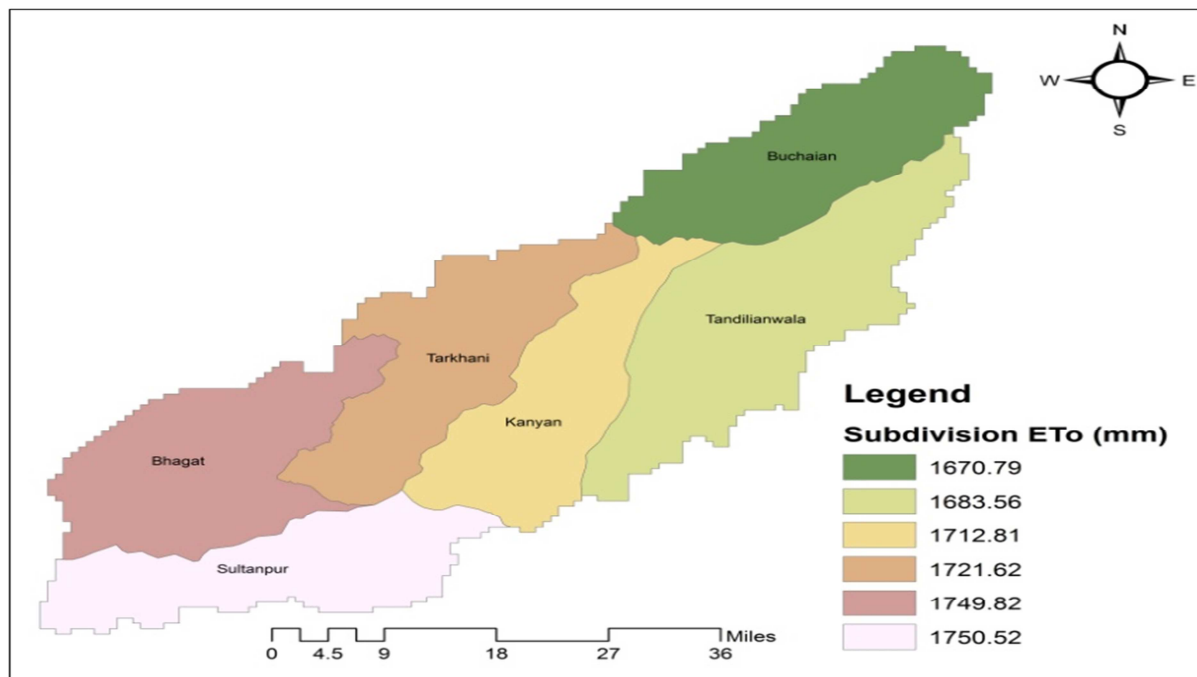 N
W E
S
Buchaian
Tandilianwala
Tarkhani
Kanyan
Bhagat
Sultanpur
Legend
Subdivision ETo (mm)
1670.79
1683.56
1712.81
1721.62
1749.82
1750.52
Miles
0 4.5 9 18 27 36